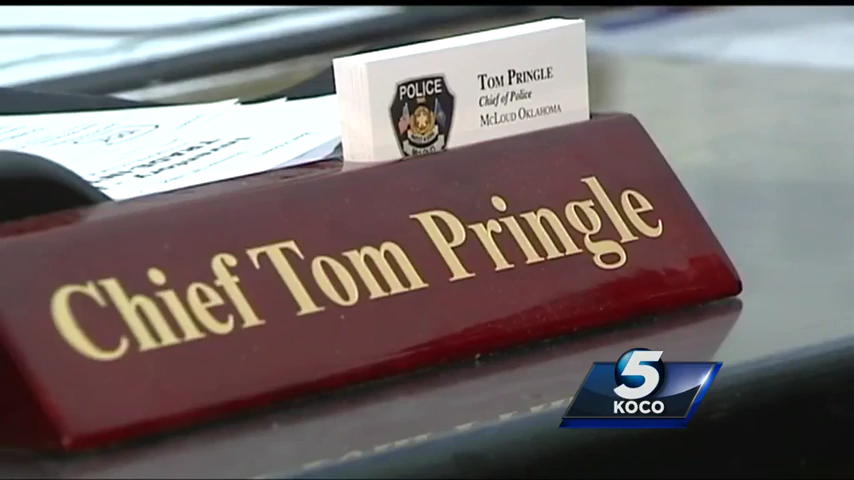 POLICE
TOM PRINGLE
Chief of Police
MCLOUD OKLAHOMA
Chief Tom Pringle
5
KOCO